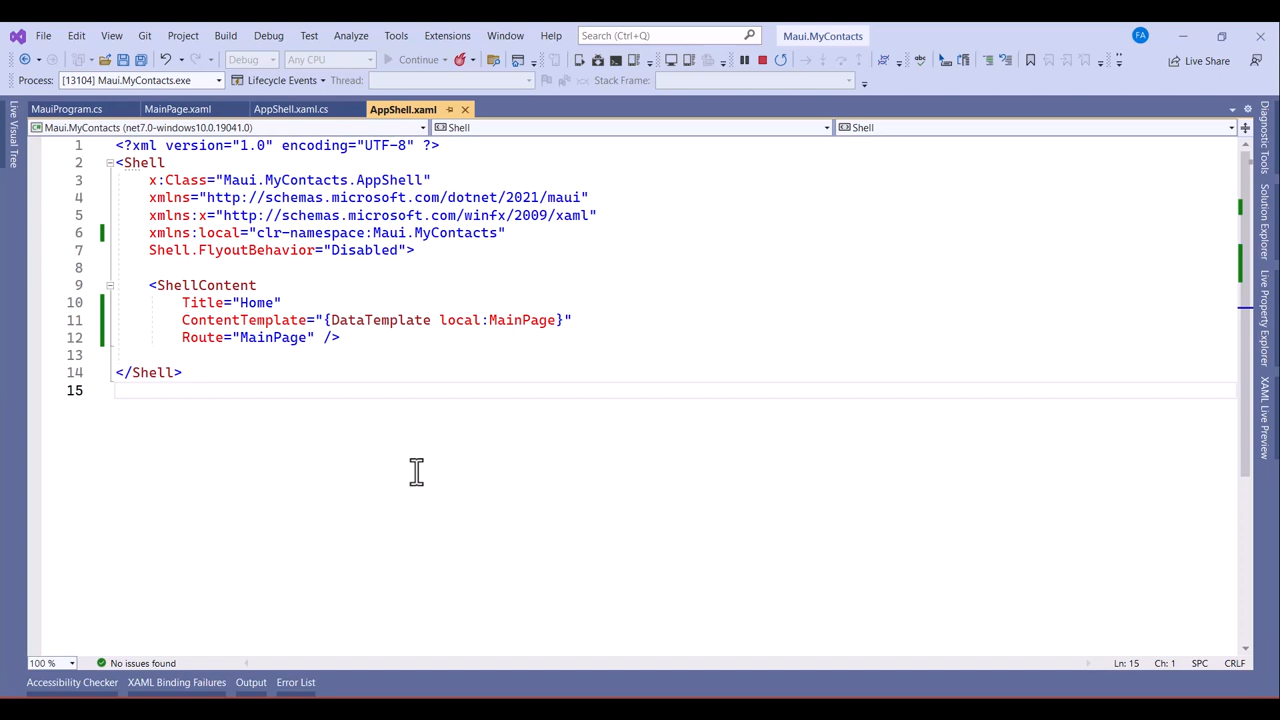 File Edit View Git Project Build Debug Test Analyze Tools Extensions Window Help Search (Ctrl+Q) Maui.MyContacts FA
Debug Any CPU Continue Live Share
Process: [13104] Maui.MyContacts.exe Lifecycle Events Thread: Stack Frame:
MauiProgram.cs MainPage.xaml AppShell.xaml.cs AppShell.xaml
Maui.MyContacts (net7.0-windows10.0.19041.0) Shell Shell
Live Visual Tree
1 <?xml version="1.0" encoding="UTF-8" ?>
2 <Shell
3 x:Class="Maui.MyContacts.AppShell"
4 xmlns="http://schemas.microsoft.com/dotnet/2021/maui"
5 xmlns:x="http://schemas.microsoft.com/winfx/2009/xaml"
6 xmlns:local="clr-namespace:Maui.MyContacts"
7 Shell.FlyoutBehavior="Disabled">
8
9 <ShellContent
10 Title="Home"
11 ContentTemplate="{DataTemplate local:MainPage}"
12 Route="MainPage" />
13
14 </Shell>
15
Diagnostic Tools
Solution Explorer
Live Property Explorer
XAML Live Preview
100 % No issues found Ln: 15 Ch: 1 SPC CRLF
Accessibility Checker XAML Binding Failures Output Error List